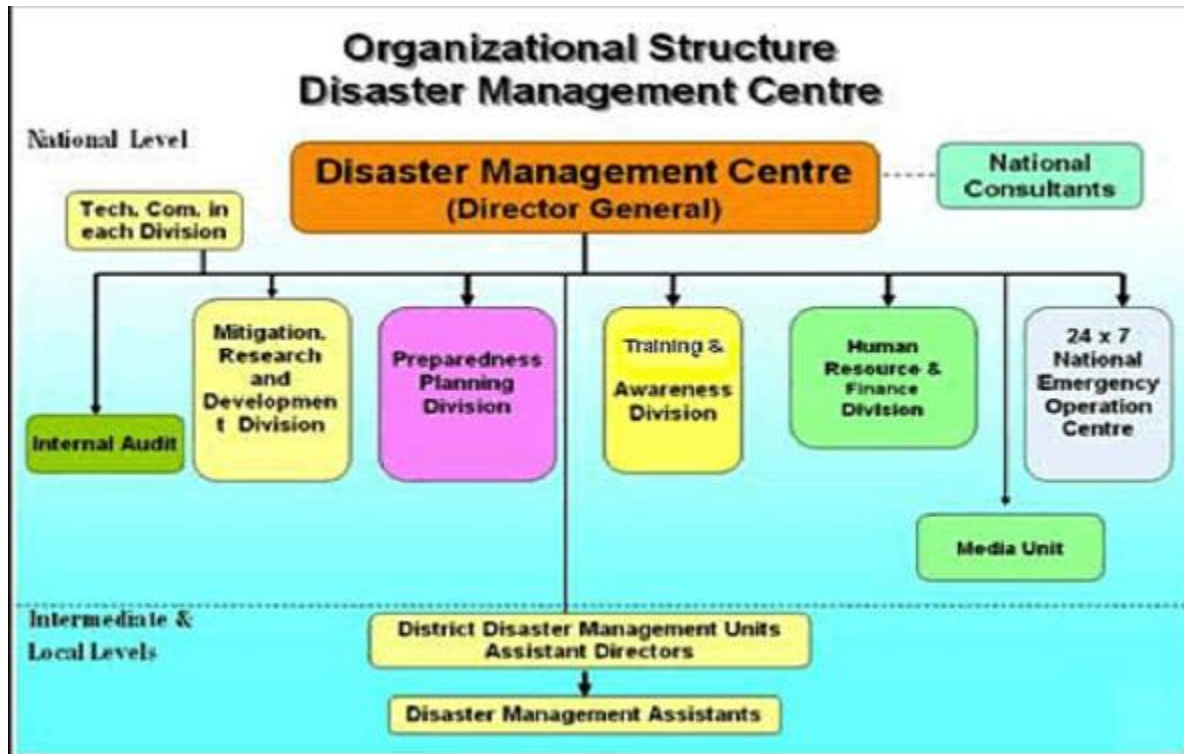 Organizational Structure
Disaster Management Centre
National Level
Disaster Management Centre
(Director General)
National
Consultants
Tech. Com. in
each Division
Internal Audit
Mitigation.
Research
and
Developmen
t Division
Preparedness
Planning
Division
Training &
Awareness
Division
Human
Resource &
Finance
Division
24 x 7
National
Emergency
Operation
Centre
Media Unit
Intermediate &
Local Levels
District Disaster Management Units
Assistant Directors
Disaster Management Assistants